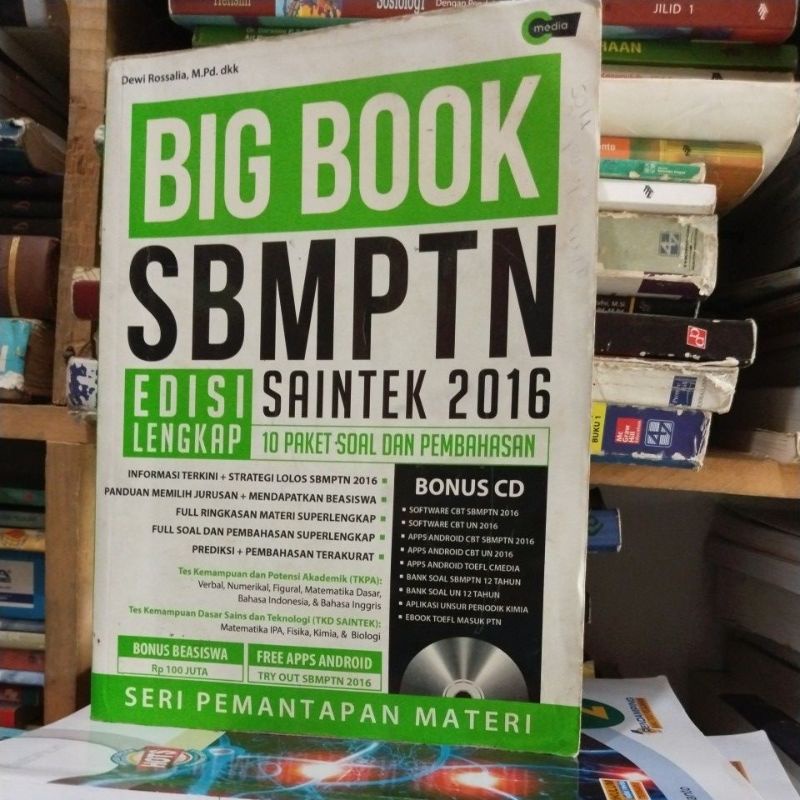 Sosiologi
JILID 1
media
Dewi Rossalia, M.Pd. dkk
BIG BOOK
SBMPTN
EDISI
LENGKAP
SAINTEK 2016
10 PAKET SOAL DAN PEMBAHASAN
INFORMASI TERKINI + STRATEGI LOLOS SBMPTN 2016
PANDUAN MEMILIH JURUSAN + MENDAPATKAN BEASISWA
FULL RINGKASAN MATERI SUPERLENGKAP
FULL SOAL DAN PEMBAHASAN SUPERLENGKAP
PREDIKSI + PEMBAHASAN TERAKURAT
Tes Kemampuan dan Potensi Akademik (TKPA):
Verbal, Numerikal, Figural, Matematika Dasar,
Bahasa Indonesia, & Bahasa Inggris
Tes Kemampuan Dasar Sains dan Teknologi (TKD SAINTEK):
Matematika IPA, Fisika, Kimia, & Biologi
BONUS BEASISWA
Rp 100 JUTA
FREE APPS ANDROID
TRY OUT SBMPTN 2016
BONUS CD
SOFTWARE CBT SBMPTN 2016
SOFTWARE CBT UN 2016
APPS ANDROID CBT SBMPTN 2016
APPS ANDROID CBT UN 2016
APPS ANDROID TOEFL CMEDIA
BANK SOAL SBMPTN 12 TAHUN
BANK SOAL UN 12 TAHUN
APLIKASI UNSUR PERIODIK KIMIA
EBOOK TOEFL MASUK PTN
SERI PEMANTAPAN MATERI
BUKU 1
Mc
Graw
Hill